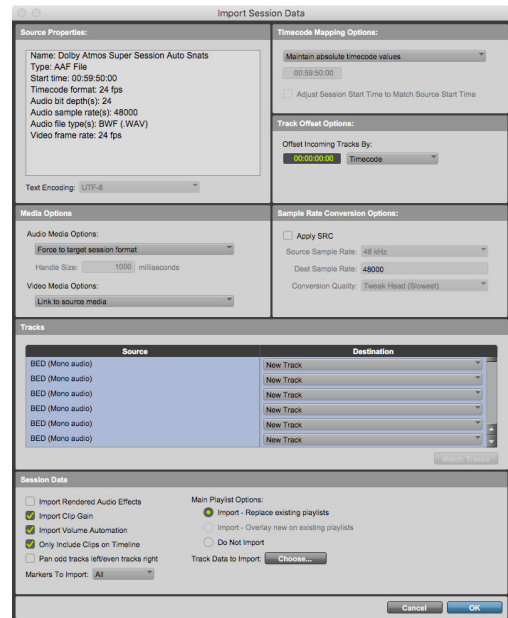 Import Session Data
Source Properties:
Name: Dolby Atmos Super Session Auto Snats
Type: AAF File
Start time: 00:59:50:00
Timecode format: 24 fps
Audio bit depth(s): 24
Audio sample rate(s): 48000
Audio file type(s): BWF (.WAV)
Video frame rate: 24 fps
Text Encoding: UTF-8
Timecode Mapping Options:
Maintain absolute timecode values
00:59:50:00
Adjust Session Start Time to Match Source Start Time
Track Offset Options:
Offset Incoming Tracks By:
00:00:00:00 Timecode
Media Options
Audio Media Options:
Force to target session format
Handle Size: 1000 milliseconds
Video Media Options:
Link to source media
Sample Rate Conversion Options:
Apply SRC
Source Sample Rate: 48 kHz
Dest Sample Rate: 48000
Conversion Quality: Tweak Head (Slowest)
Tracks
Source Destination
BED (Mono audio) New Track
BED (Mono audio) New Track
BED (Mono audio) New Track
BED (Mono audio) New Track
BED (Mono audio) New Track
BED (Mono audio) New Track
Match Tracks
Session Data
Import Rendered Audio Effects
Import Clip Gain
Import Volume Automation
Only Include Clips on Timeline
Pan odd tracks left/even tracks right
Markers To Import: All
Main Playlist Options:
Import - Replace existing playlists
Import - Overlay new on existing playlists
Do Not Import
Track Data to Import: Choose...
Cancel OK